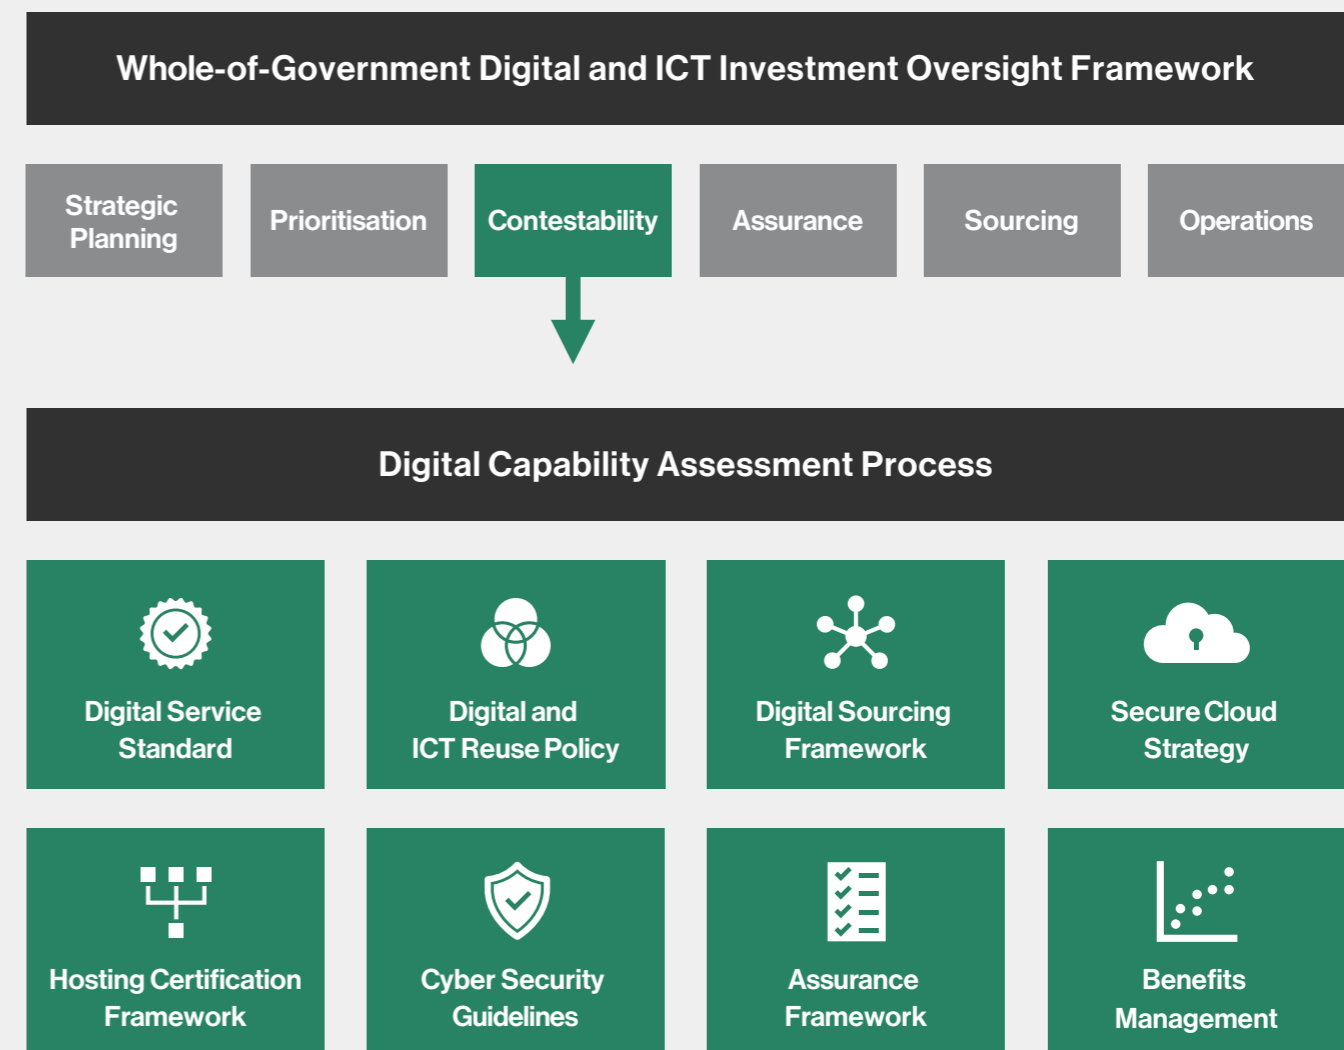 Whole-of-Government Digital and ICT Investment Oversight Framework
Strategic
Planning
Prioritisation
Contestability
Assurance
Sourcing
Operations
Digital Capability Assessment Process
Digital Service
Standard
Digital and
ICT Reuse Policy
Digital Sourcing
Framework
Secure Cloud
Strategy
Hosting Certification
Framework
Cyber Security
Guidelines
Assurance
Framework
Benefits
Management